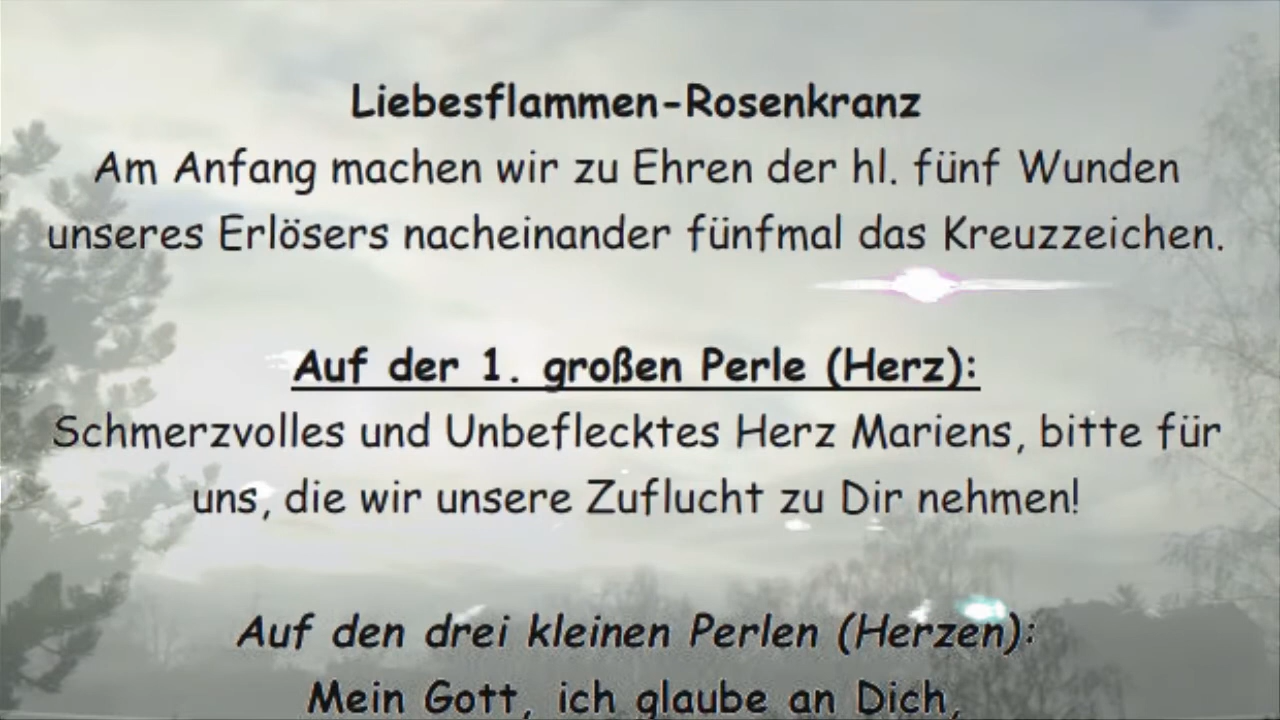 Liebesflammen-Rosenkranz
Am Anfang machen wir zu Ehren der hl. fünf Wunden
unseres Erlösers nacheinander fünfmal das Kreuzzeichen.
Auf der 1. großen Perle (Herz):
Schmerzvolles und Unbeflecktes Herz Mariens, bitte für
uns, die wir unsere Zuflucht zu Dir nehmen!
Auf den drei kleinen Perlen (Herzen):
Mein Gott, ich glaube an Dich,